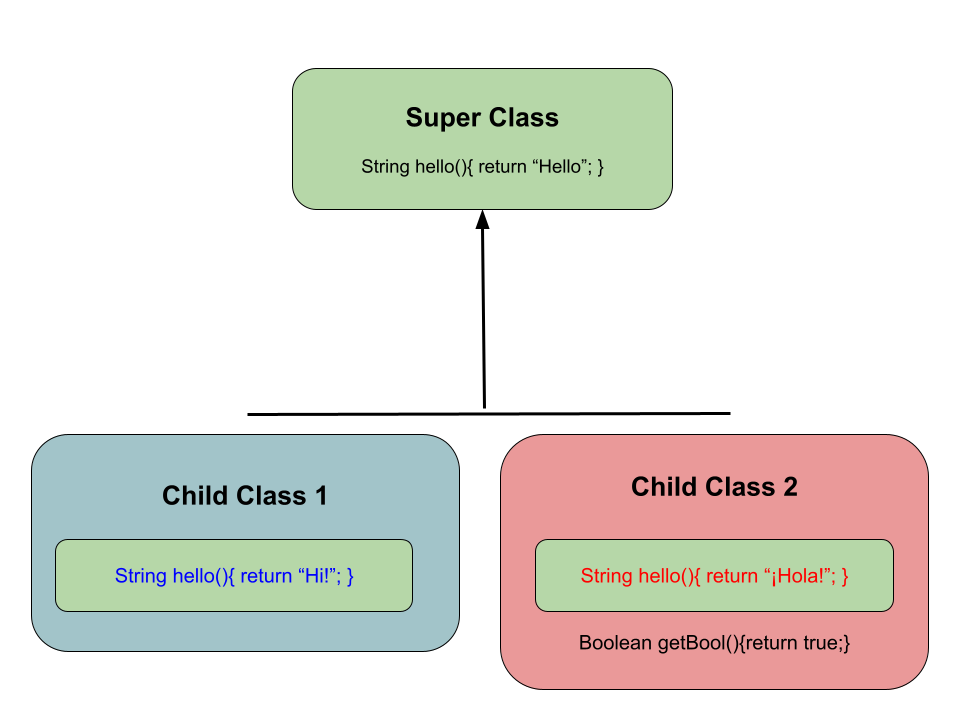 Super Class
String hello(){ return “Hello”; }
Child Class 1
String hello(){ return “Hi!”; }
Child Class 2
String hello(){ return “¡Hola!”; }
Boolean getBool(){return true;}